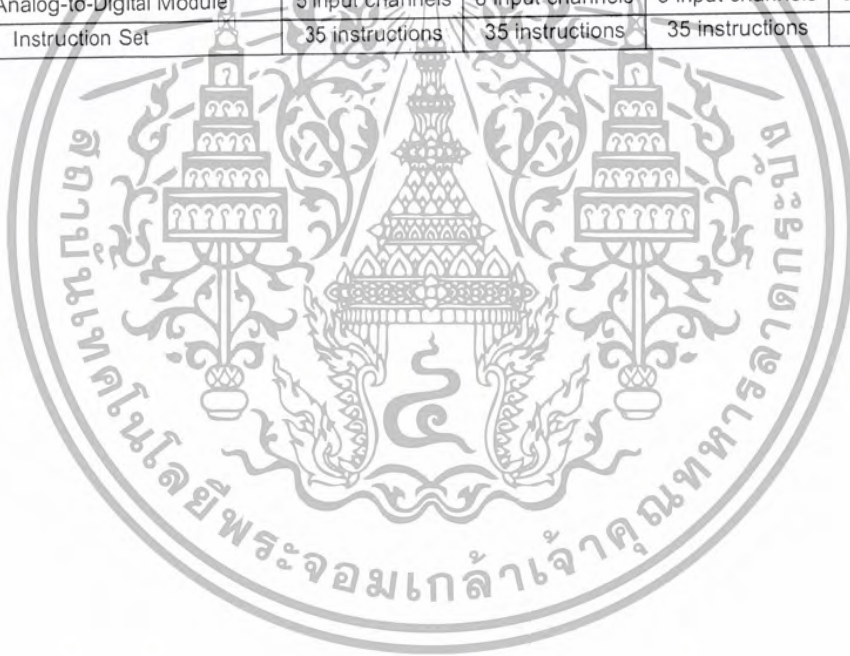 Analog-to-Digital Module 5 input channels 8 input channels 5 input channels
Instruction Set 35 instructions 35 instructions 35 instructions
สถาบันเทคโนโลยีพระจอมเกล้าเจ้าคุณทหารลาดกระบัง